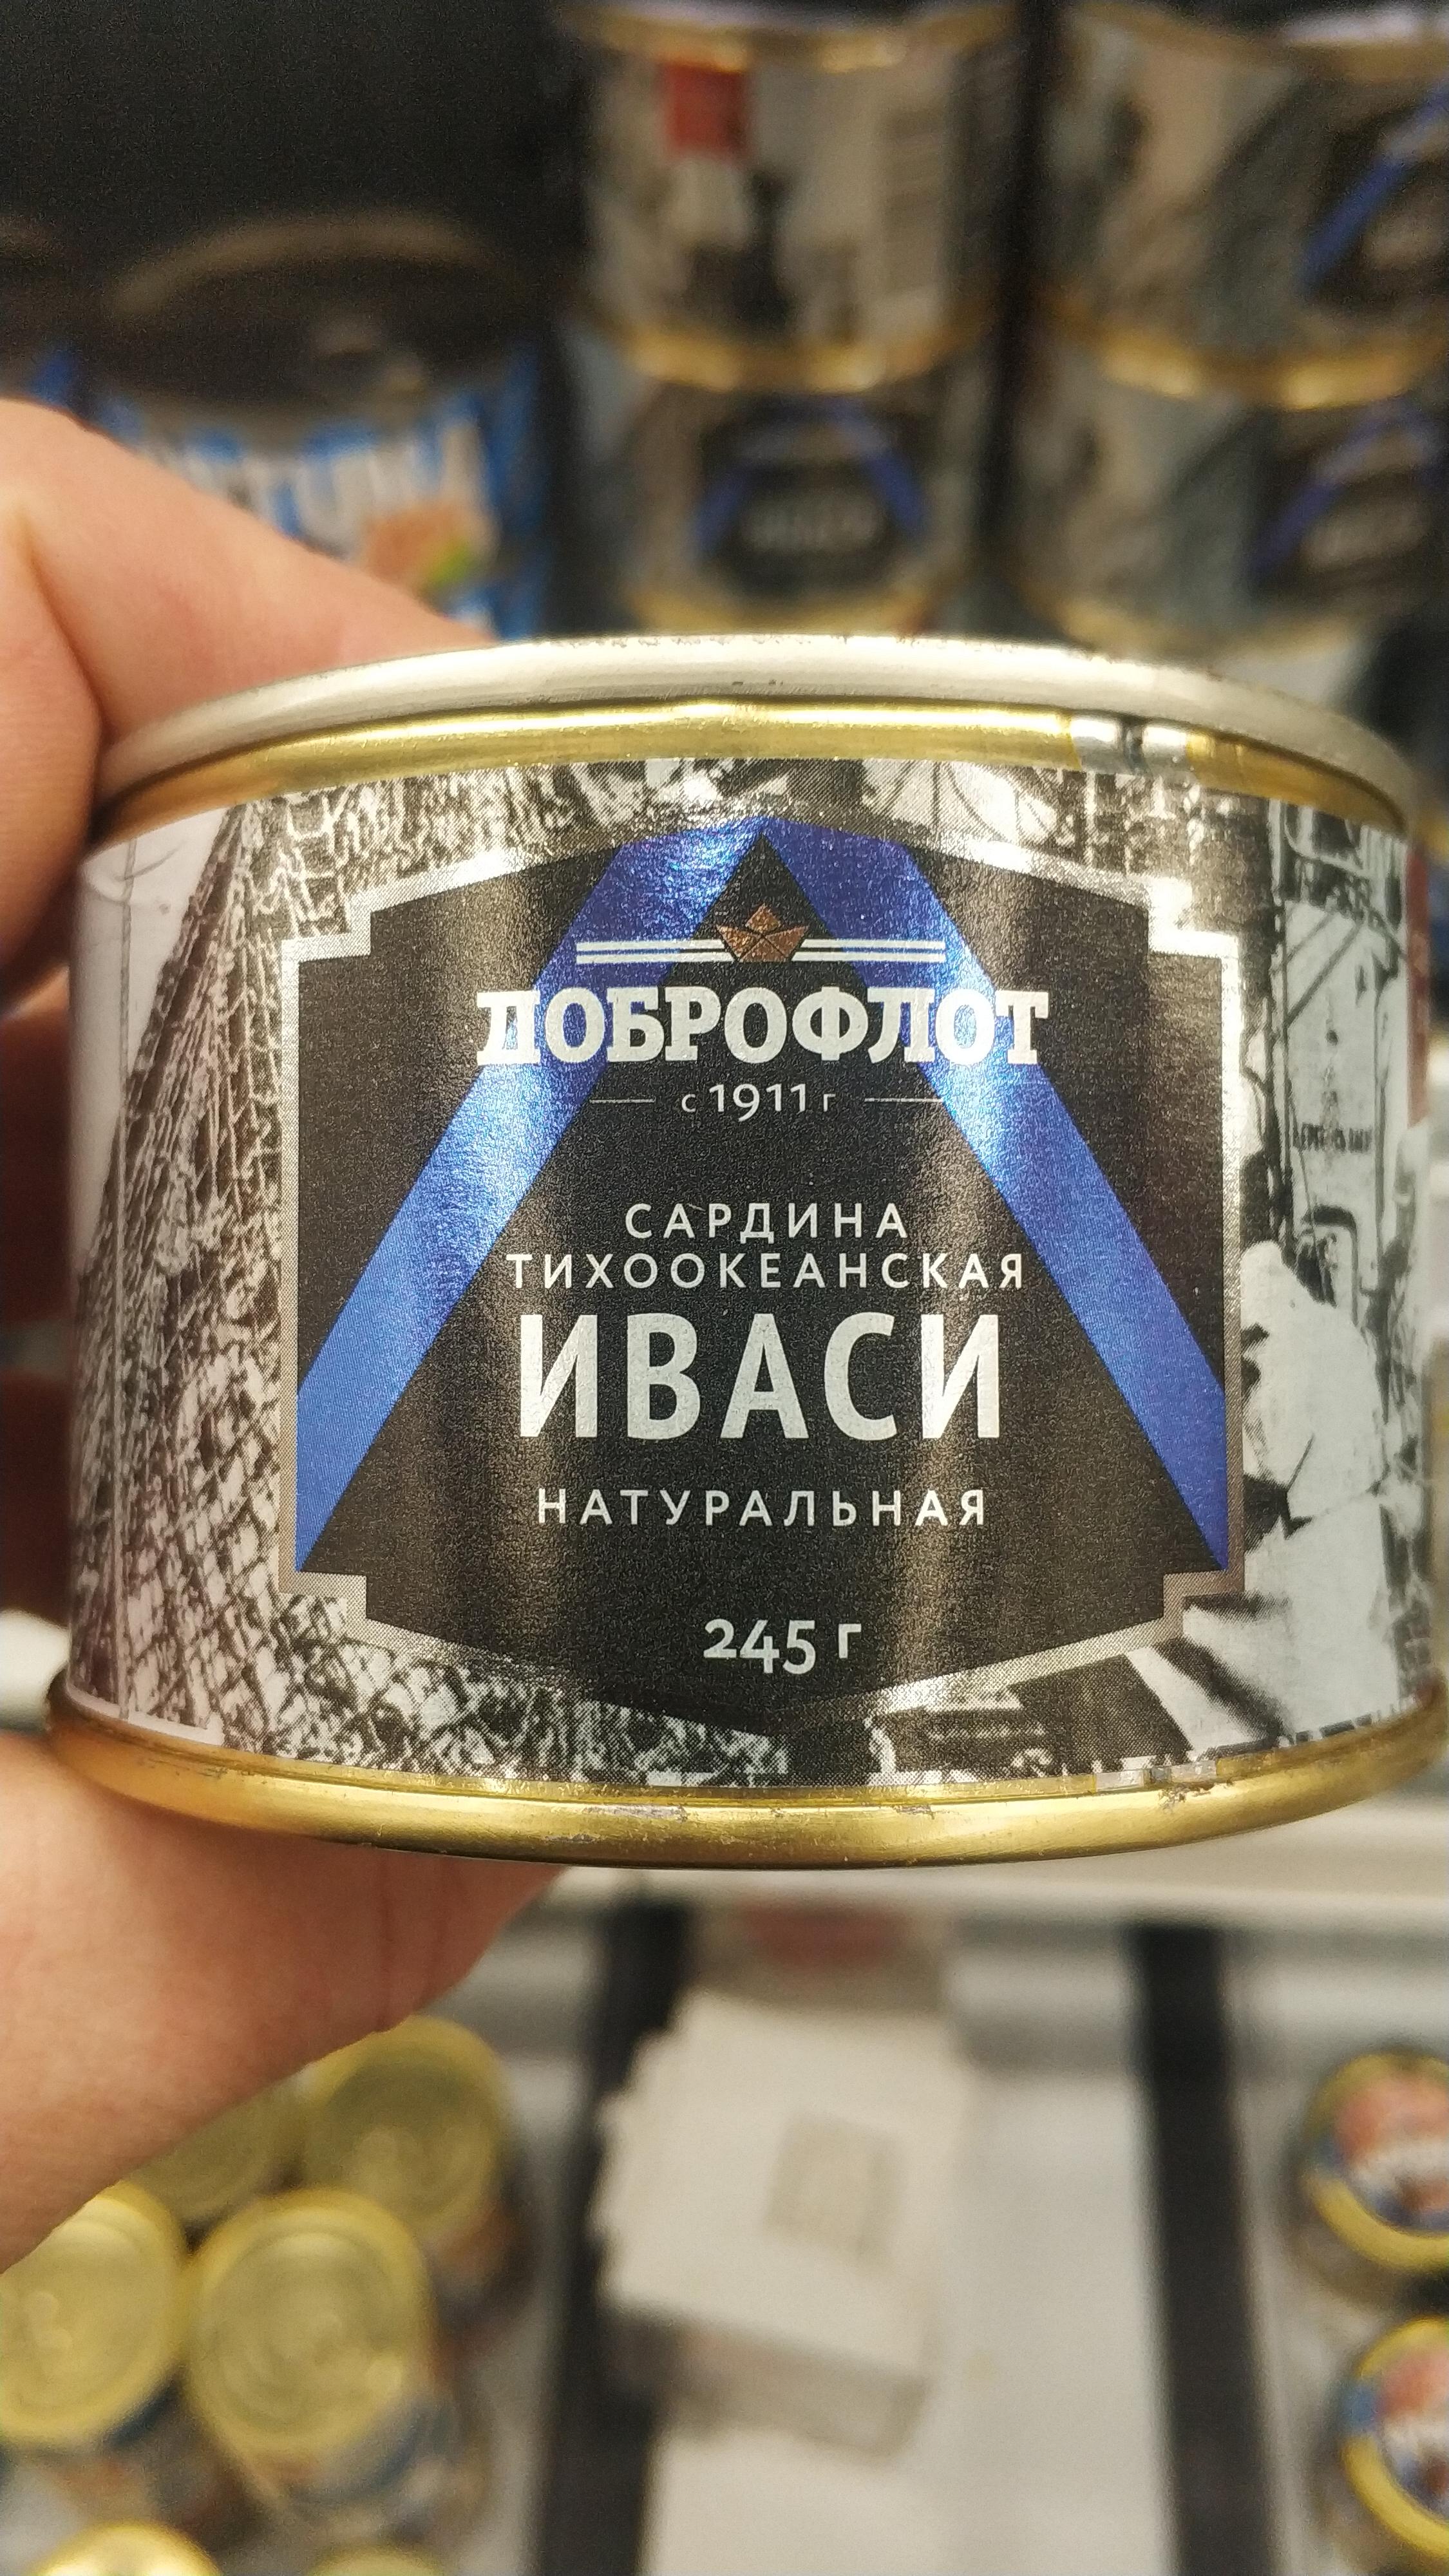 ДОБРОФЛОТ
с 1911 г
САРДИНА
ТИХООКЕАНСКАЯ
ИВАСИ
НАТУРАЛЬНАЯ
245 г